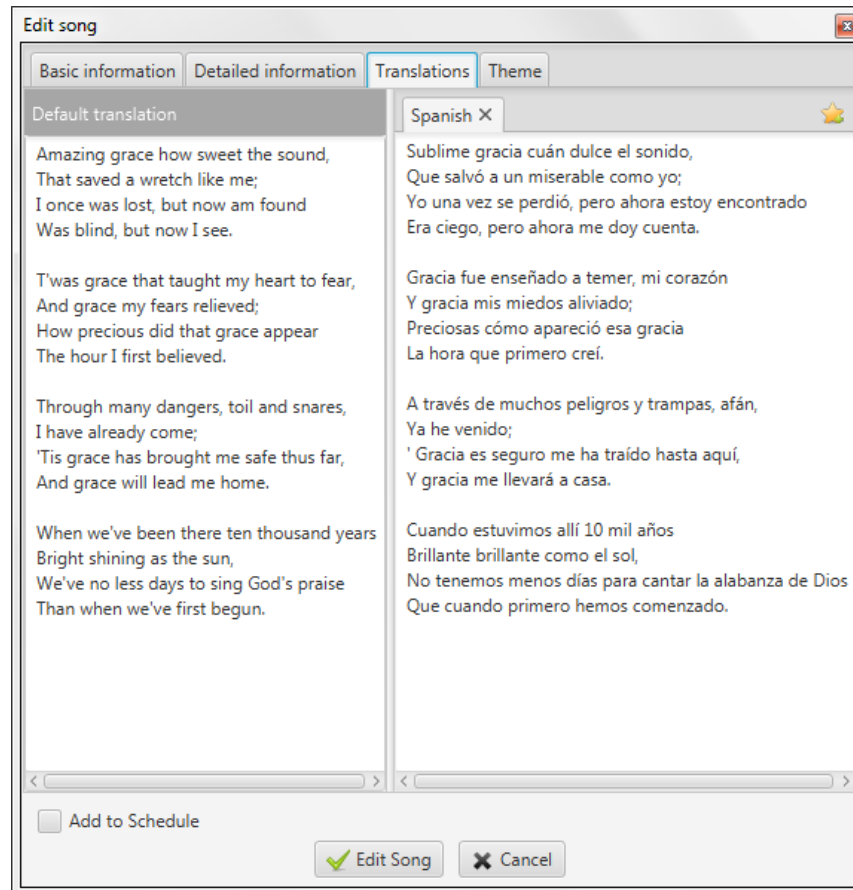 Edit song
Basic information
Detailed information
Translations
Theme
Default translation
Amazing grace how sweet the sound,
That saved a wretch like me;
I once was lost, but now am found
Was blind, but now I see.
T'was grace that taught my heart to fear,
And grace my fears relieved;
How precious did that grace appear
The hour I first believed.
Through many dangers, toil and snares,
I have already come;
'Tis grace has brought me safe thus far,
And grace will lead me home.
When we've been there ten thousand years
Bright shining as the sun,
We've no less days to sing God's praise
Than when we've first begun.
Spanish
Sublime gracia cuán dulce el sonido,
Que salvó a un miserable como yo;
Yo una vez se perdió, pero ahora estoy encontrado
Era ciego, pero ahora me doy cuenta.
Gracia fue enseñado a temer, mi corazón
Y gracia mis miedos aliviado;
Preciosas cómo apareció esa gracia
La hora que primero creí.
A través de muchos peligros y trampas, afán,
Ya he venido;
' Gracia es seguro me ha traído hasta aquí,
Y gracia me llevará a casa.
Cuando estuvimos allí 10 mil años
Brillante brillante como el sol,
No tenemos menos días para cantar la alabanza de Dios
Que cuando primero hemos comenzado.
Add to Schedule
Edit Song
Cancel